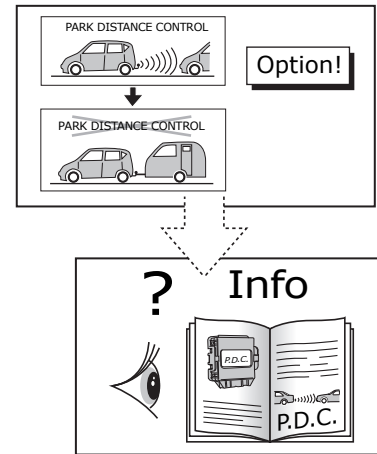 PARK DISTANCE CONTROL
Option!
PARK DISTANCE CONTROL
? Info
P.D.C.
P.D.C.